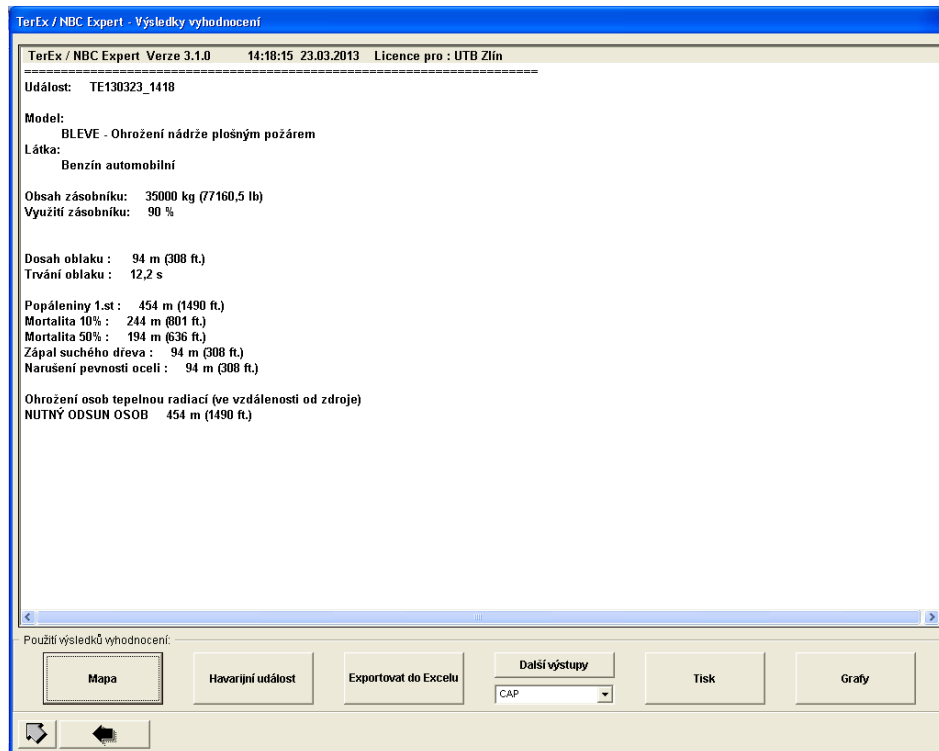 TerEx / NBC Expert - Výsledky vyhodnocení
TerEx / NBC Expert Verze 3.1.0 14:18:15 23.03.2013 Licence pro : UTB Zlín
======================================================================
Událost: TE130323_1418
Model:
BLEVE - Ohrožení nádrže plošným požárem
Látka:
Benzín automobilní
Obsah zásobníku: 35000 kg (77160,5 lb)
Využití zásobníku: 90 %
Dosah oblaku : 94 m (308 ft.)
Trvání oblaku : 12,2 s
Popáleniny 1.st : 454 m (1490 ft.)
Mortalita 10% : 244 m (801 ft.)
Mortalita 50% : 194 m (636 ft.)
Zápal suchého dřeva : 94 m (308 ft.)
Narušení pevnosti oceli : 94 m (308 ft.)
Ohrožení osob tepelnou radiací (ve vzdálenosti od zdroje)
NUTNÝ ODSUN OSOB 454 m (1490 ft.)
Použití výsledků vyhodnocení:
Mapa
Havarijní událost
Exportovat do Excelu
Další výstupy
CAP
Tisk
Grafy